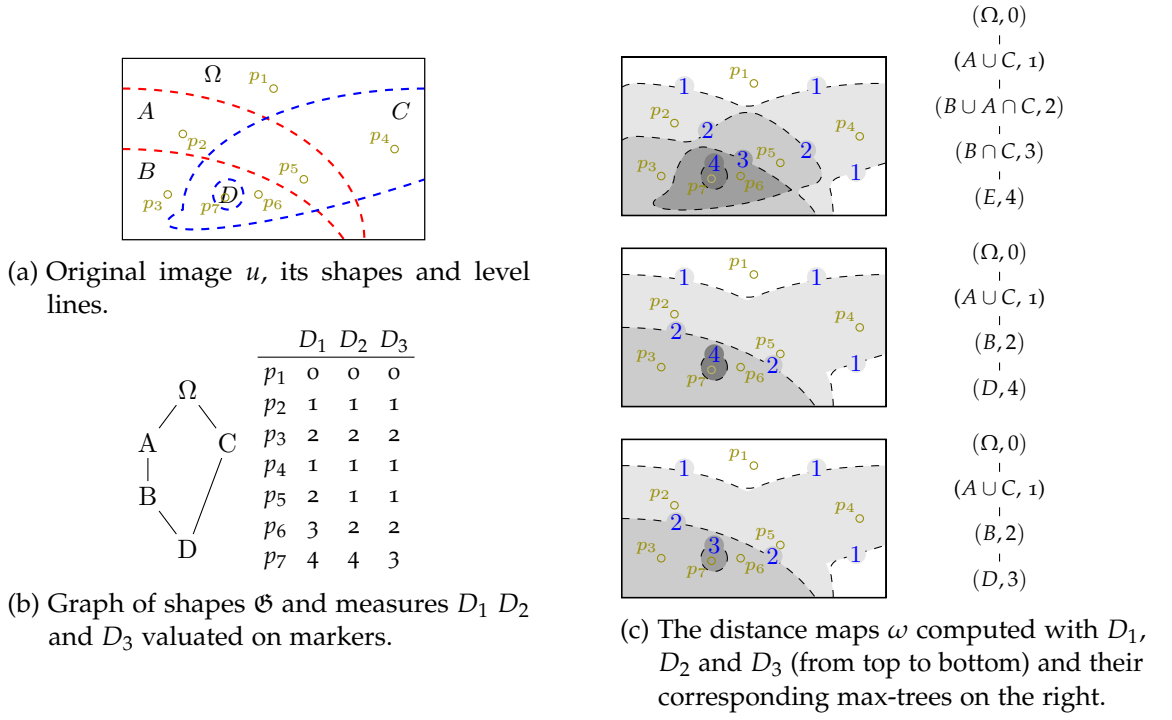 Ω
p1
A
C
p2
p4
B
p5
D
p3
p7
p6
(a) Original image u, its shapes and level
lines.
Ω
A C
B
D
D1 D2 D3
p1 0 0 0
p2 1 1 1
p3 2 2 2
p4 1 1 1
p5 2 1 1
p6 3 2 2
p7 4 4 3
(b) Graph of shapes 𝔊 and measures D1 D2
and D3 valuated on markers.
1 p1 1
p2 2 p4
p3 4 3 p5 2 1
p7 p6
(Ω, 0)
(A ∪ C, 1)
(B ∪ A ∩ C, 2)
(B ∩ C, 3)
(E, 4)
1 p1 1
p2 2 p4
p3 4 p5 2 1
p7 p6
(Ω, 0)
(A ∪ C, 1)
(B, 2)
(D, 4)
1 p1 1
p2 2 p4
p3 3 p5 2 1
p7 p6
(Ω, 0)
(A ∪ C, 1)
(B, 2)
(D, 3)
(c) The distance maps ω computed with D1,
D2 and D3 (from top to bottom) and their
corresponding max-trees on the right.